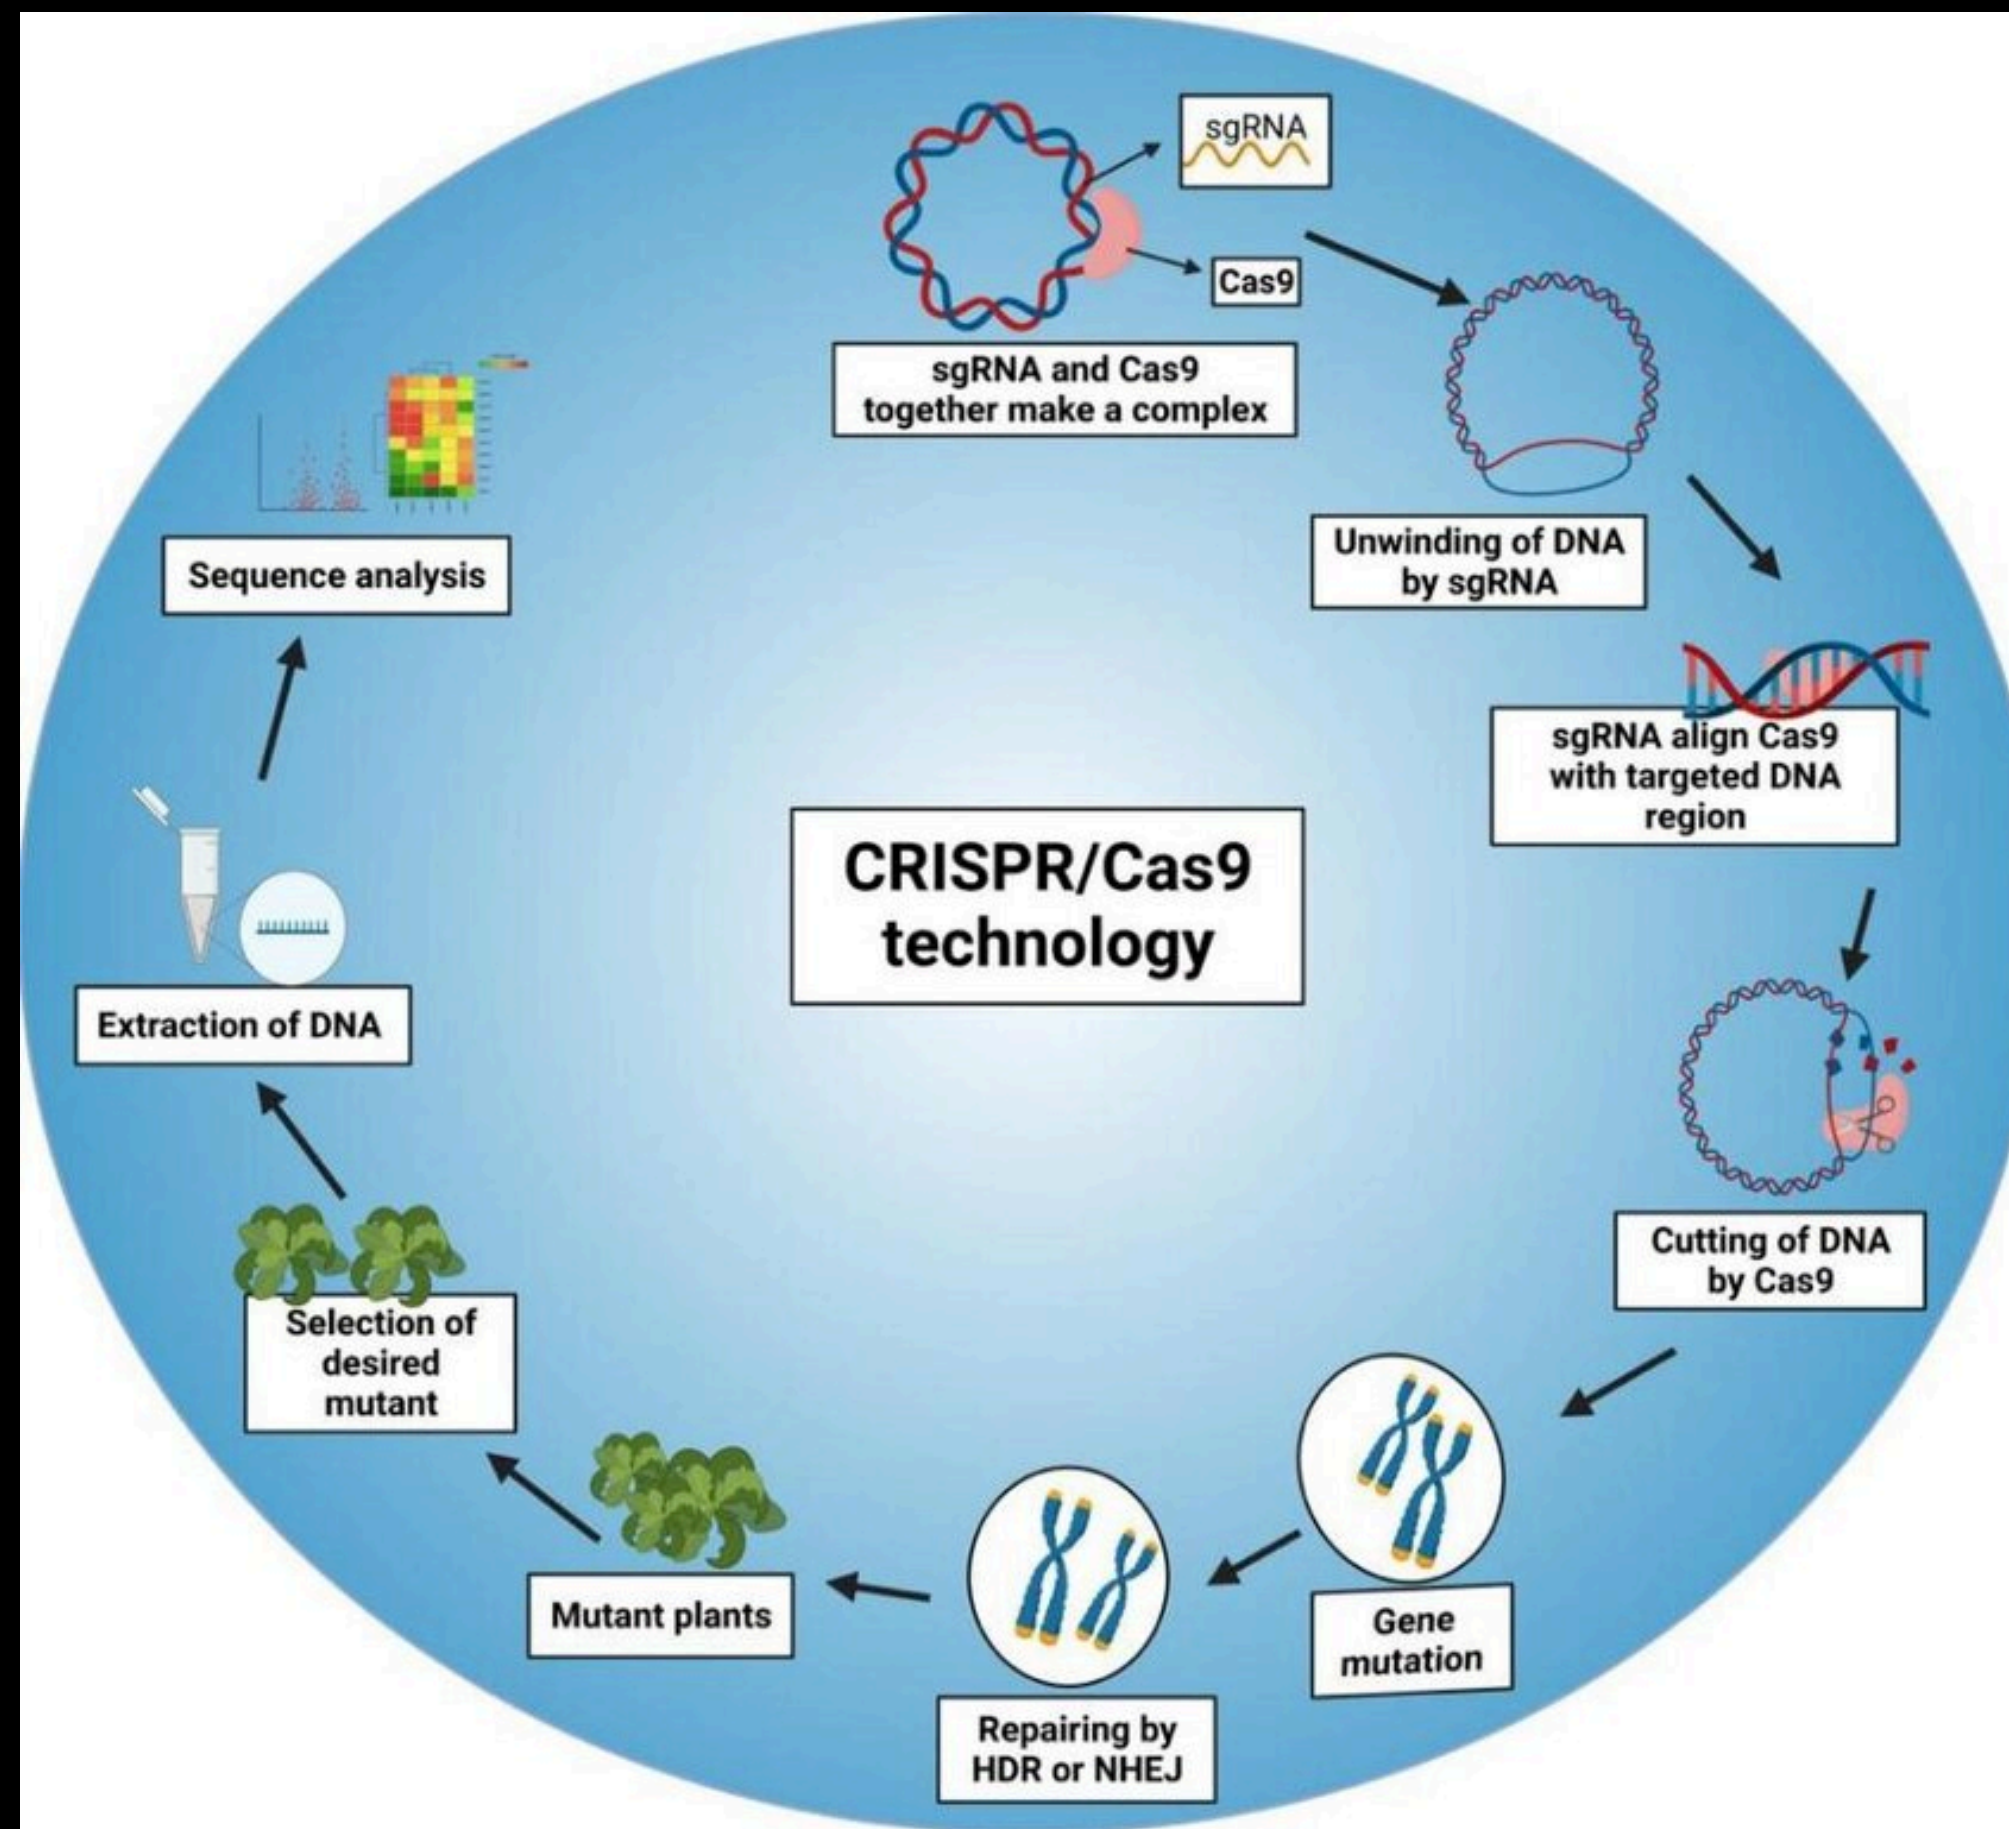 sgRNA
Cas9
sgRNA and Cas9
together make a complex
Unwinding of DNA
by sgRNA
sgRNA align Cas9
with targeted DNA
region
Cutting of DNA
by Cas9
Gene
mutation
Repairing by
HDR or NHEJ
Mutant plants
Selection of
desired
mutant
Extraction of DNA
Sequence analysis
CRISPR/Cas9
technology